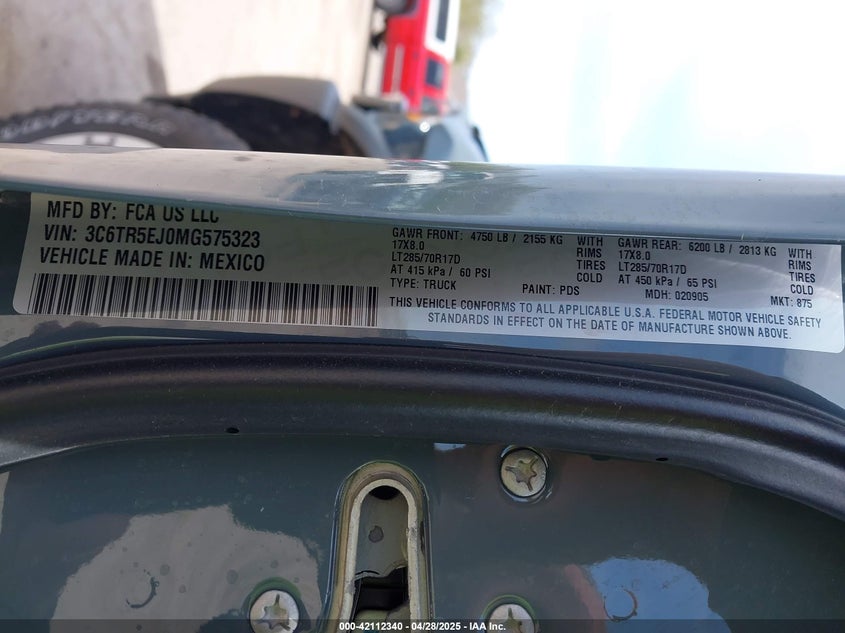 MFD BY: FCA US LLC
VIN: 3C6TR5EJ0MG575323
VEHICLE MADE IN: MEXICO
GAWR FRONT: 4750 LB / 2155 KG
17X8.0 WITH RIMS
LT285/70R17D TIRES
AT 415 kPa / 60 PSI COLD
TYPE: TRUCK
PAINT: PDS
GAWR REAR: 6200 LB / 2813 KG
17X8.0 WITH RIMS
LT285/70R17D TIRES
AT 450 kPa / 65 PSI COLD
MDH: 020905
MKT: 875
THIS VEHICLE CONFORMS TO ALL APPLICABLE U.S.A. FEDERAL MOTOR VEHICLE SAFETY
STANDARDS IN EFFECT ON THE DATE OF MANUFACTURE SHOWN ABOVE.
000-42112340 04/28/2025 - IAA Inc.